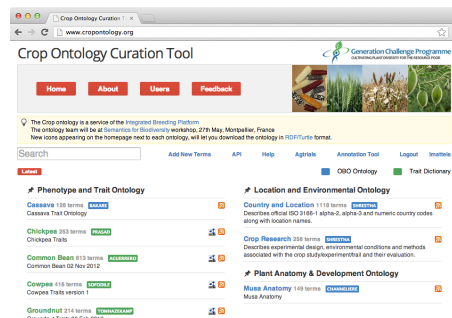 Crop Ontology Curation T
www.cropontology.org
Crop Ontology Curation Tool
Generation Challenge Programme
CULTIVATING PLANT DIVERSITY FOR THE RESOURCE POOR
Home About Users Feedback
The Crop ontology is a service of the Integrated Breeding Platform
The ontology team will be at Semantics for Biodiversity workshop, 27th May, Montpellier, France
New icons appearing on the homepage next to each ontology, will let you download the ontology in RDF/Turtle format.
Search Add New Terms API Help Agtrials Annotation Tool Logout lmatteis
Latest OBO Ontology Trait Dictionary
Phenotype and Trait Ontology
Cassava 136 terms BAKARE
Cassava Trait Ontology
Chickpea 253 terms PRASAD
Chickpea Traits
Common Bean 813 terms AGUERRERO
Common Bean 02 Nov 2012
Cowpea 416 terms SOFODILE
Cowpea Traits version 1
Groundnut 214 terms TONHAZEKAMP
Location and Environmental Ontology
Country and Location 1118 terms SHRESTHA
Describes official ISO 3166-1 alpha-2, alpha-3 and numeric country codes
along with location names.
Crop Research 256 terms SHRESTHA
Describes experimental design, environmental conditions and methods
associated with the crop study/experiment/trail and their evaluation.
Plant Anatomy & Development Ontology
Musa Anatomy 149 terms CHANNELIERE
Musa Anatomy